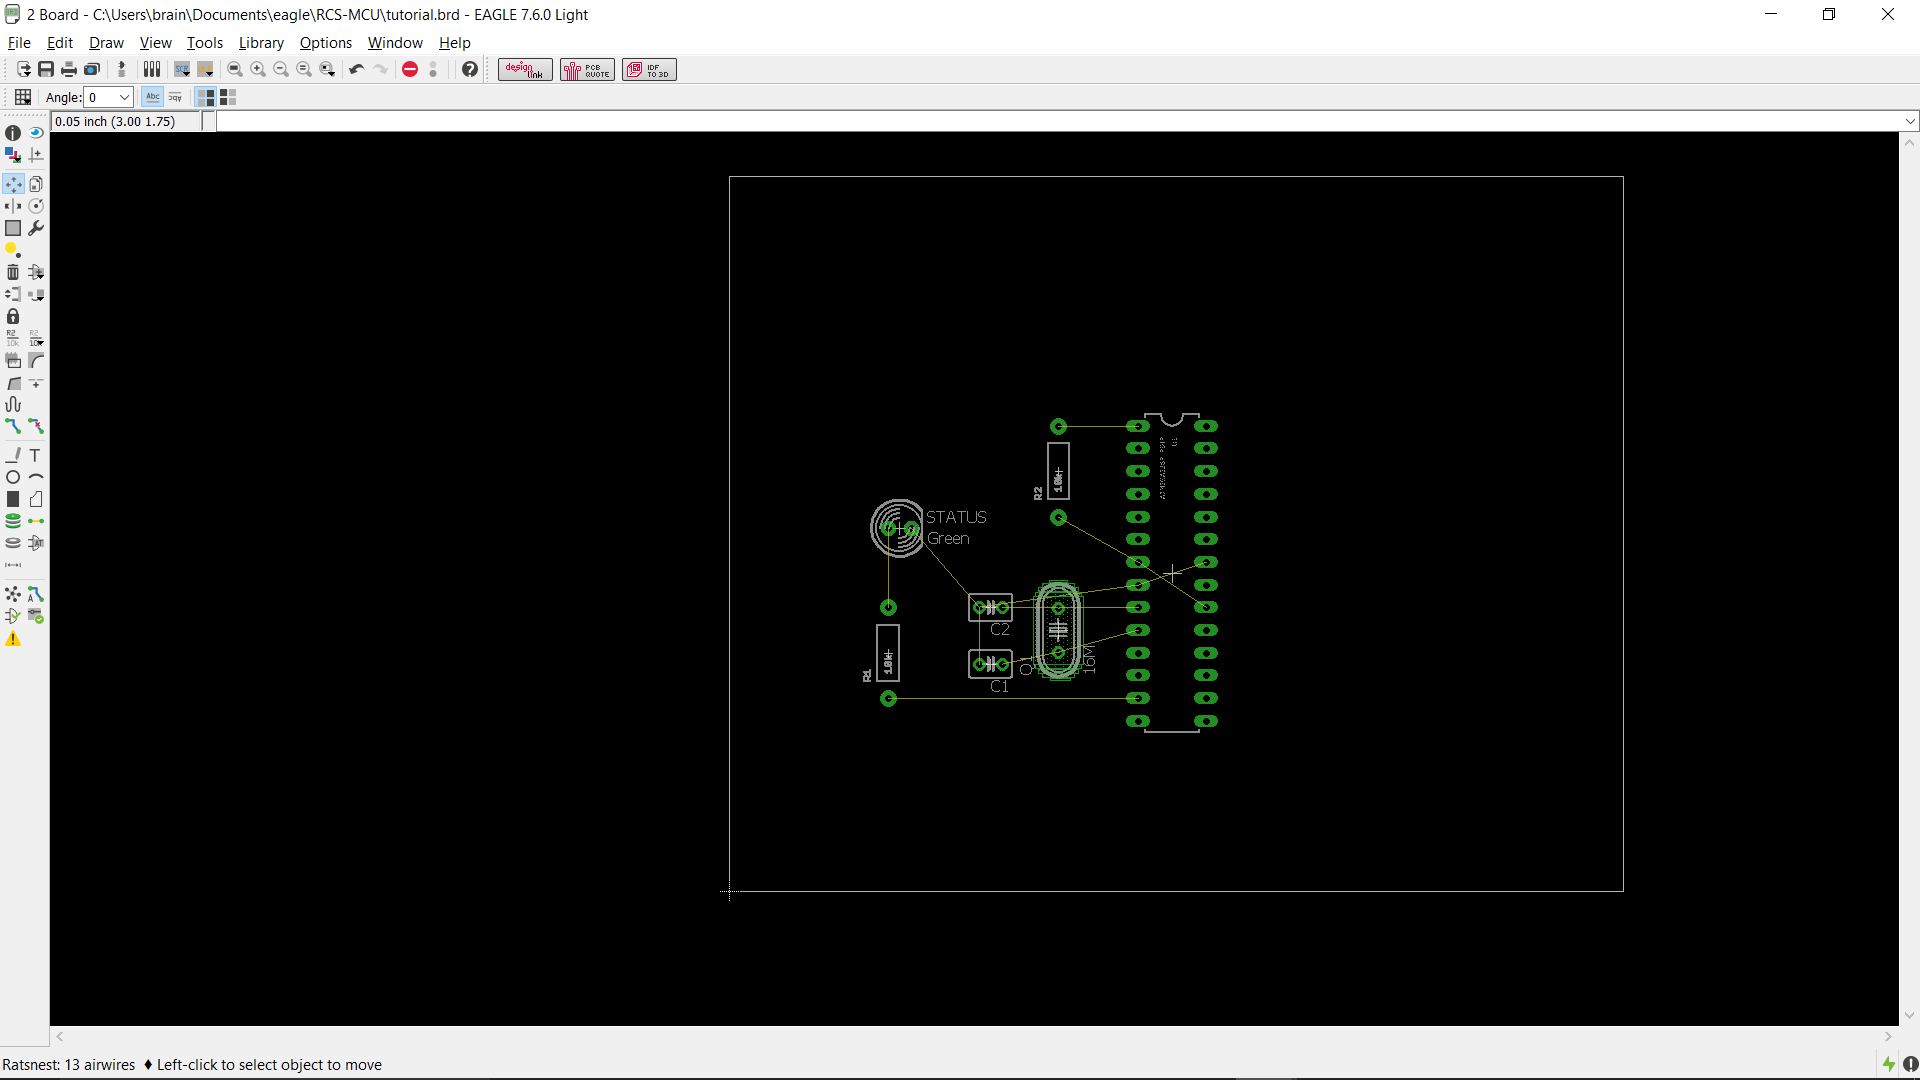 2 Board - C:\Users\brain\Documents\eagle\RCS-MCU\tutorial.brd - EAGLE 7.6.0 Light
File Edit Draw View Tools Library Options Window Help
design link
PCB QUOTE
IDF TO 3D
Angle: 0
0.05 inch (3.00 1.75)
R2
10k
STATUS
Green
C2
C1
R1
10k
16M
Ratsnest: 13 airwires ♦ Left-click to select object to move